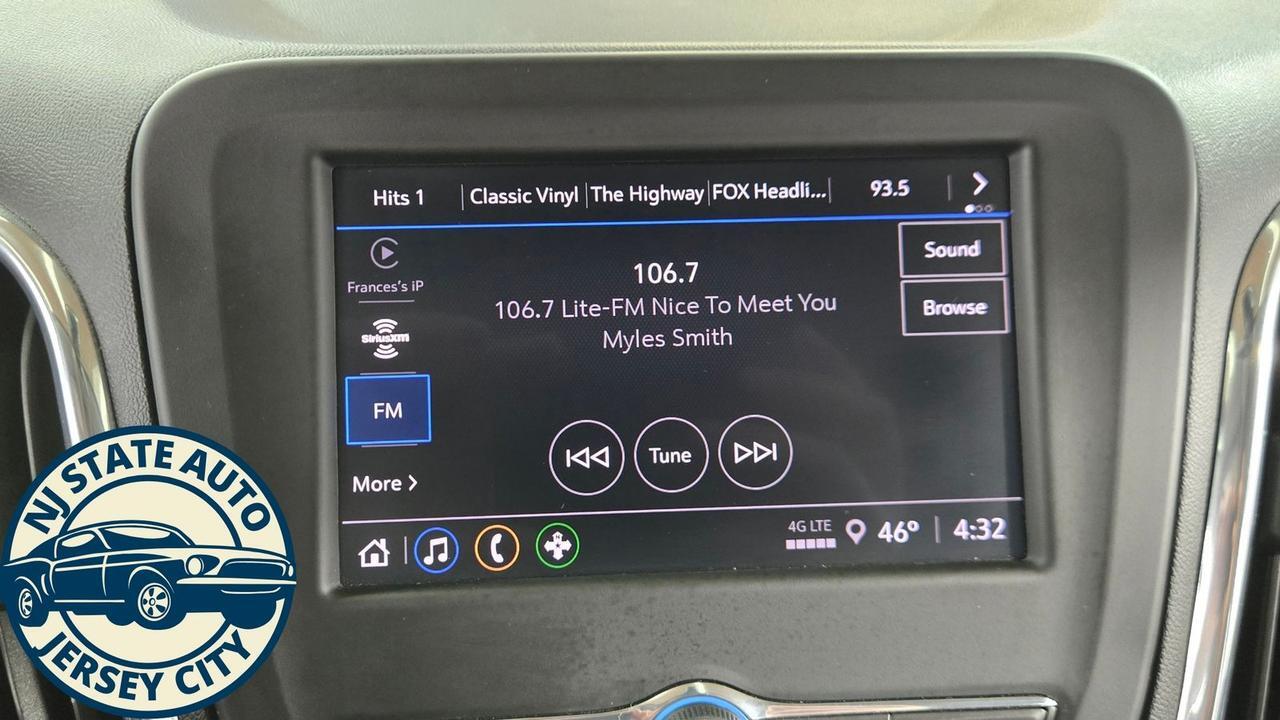 Hits 1 Classic Vinyl The Highway FOX Headli... 93.5
Frances's iP
SiriusXM
FM
More
106.7
106.7 Lite-FM Nice To Meet You
Myles Smith
Sound
Browse
Tune
4G LTE 46° 4:32
NJ STATE AUTO
JERSEY CITY